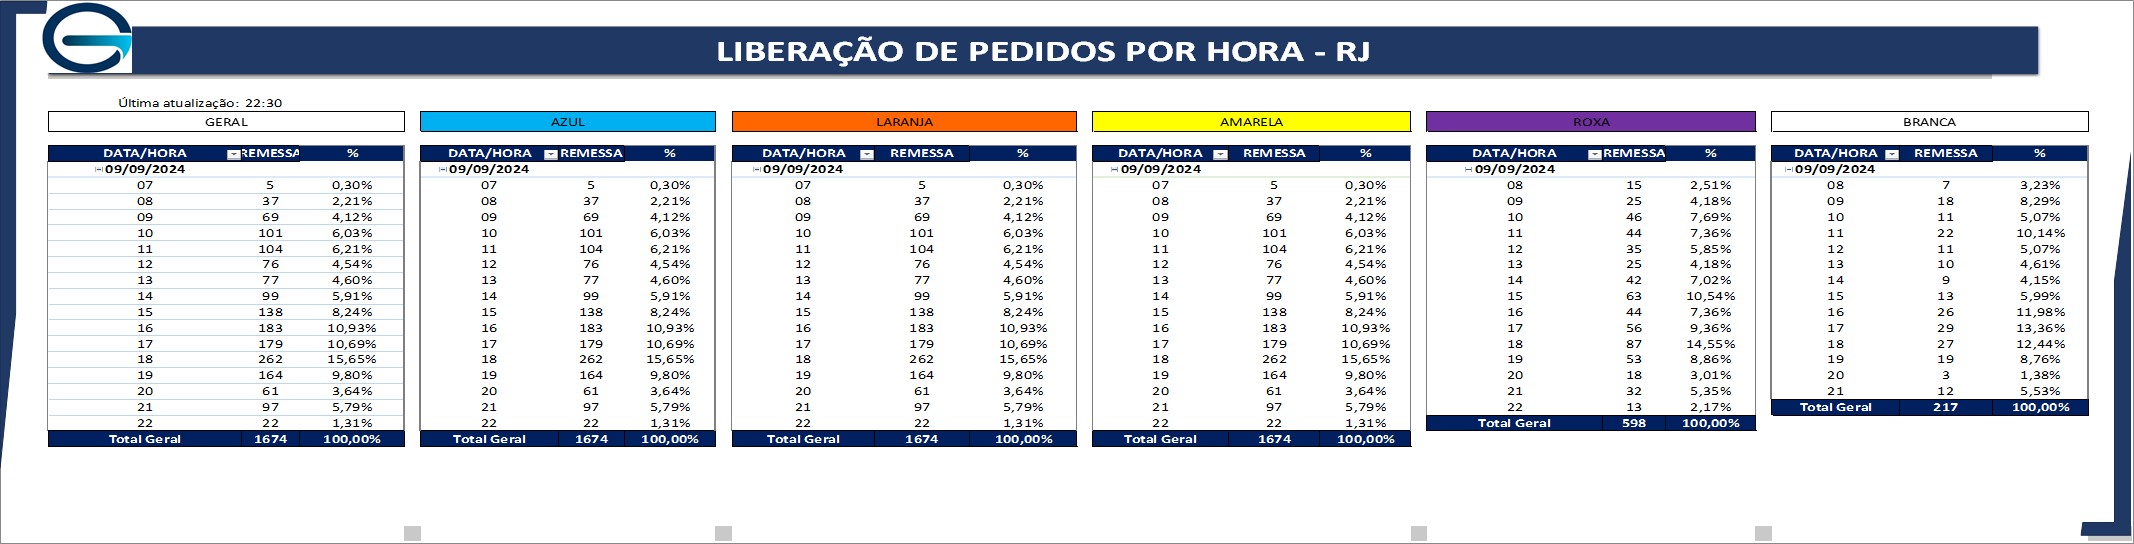 LIBERAÇÃO DE PEDIDOS POR HORA - RJ
Última atualização: 22:30
GERAL AZUL LARANJA AMARELA ROXA BRANCA
DATA/HORA REMESSA % DATA/HORA REMESSA % DATA/HORA REMESSA % DATA/HORA REMESSA % DATA/HORA REMESSA % DATA/HORA REMESSA %
09/09/2024 09/09/2024 09/09/2024 09/09/2024 09/09/2024 09/09/2024
07 5 0,30% 07 5 0,30% 07 5 0,30% 07 5 0,30% 08 15 2,51% 08 7 3,23%
08 37 2,21% 08 37 2,21% 08 37 2,21% 08 37 2,21% 09 25 4,18% 09 18 8,29%
09 69 4,12% 09 69 4,12% 09 69 4,12% 09 69 4,12% 10 46 7,69% 10 11 5,07%
10 101 6,03% 10 101 6,03% 10 101 6,03% 10 101 6,03% 11 44 7,36% 11 22 10,14%
11 104 6,21% 11 104 6,21% 11 104 6,21% 11 104 6,21% 12 35 5,85% 12 11 5,07%
12 76 4,54% 12 76 4,54% 12 76 4,54% 12 76 4,54% 13 25 4,18% 13 10 4,61%
13 77 4,60% 13 77 4,60% 13 77 4,60% 13 77 4,60% 14 42 7,02% 14 9 4,15%
14 99 5,91% 14 99 5,91% 14 99 5,91% 14 99 5,91% 15 63 10,54% 15 13 5,99%
15 138 8,24% 15 138 8,24% 15 138 8,24% 15 138 8,24% 16 44 7,36% 16 26 11,98%
16 183 10,93% 16 183 10,93% 16 183 10,93% 16 183 10,93% 17 56 9,36% 17 29 13,36%
17 179 10,69% 17 179 10,69% 17 179 10,69% 17 179 10,69% 18 87 14,55% 18 27 12,44%
18 262 15,65% 18 262 15,65% 18 262 15,65% 18 262 15,65% 19 53 8,86% 19 19 8,76%
19 164 9,80% 19 164 9,80% 19 164 9,80% 19 164 9,80% 20 18 3,01% 20 3 1,38%
20 61 3,64% 20 61 3,64% 20 61 3,64% 20 61 3,64% 21 32 5,35% 21 12 5,53%
21 97 5,79% 21 97 5,79% 21 97 5,79% 21 97 5,79% 22 13 2,17% Total Geral 217 100,00%
22 22 1,31% 22 22 1,31% 22 22 1,31% 22 22 1,31% Total Geral 598 100,00%
Total Geral 1674 100,00% Total Geral 1674 100,00% Total Geral 1674 100,00% Total Geral 1674 100,00%